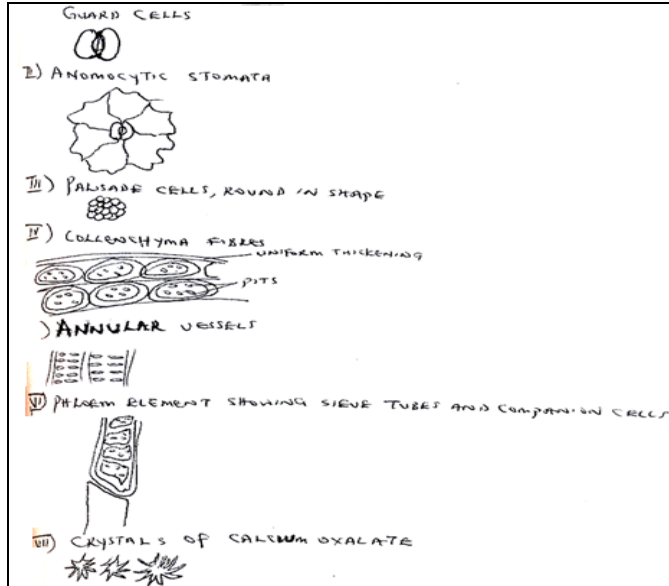 GUARD CELLS
II) ANOMOCYTIC STOMATA
III) PALISADE CELLS, ROUND IN SHAPE
IV) COLLENCHYMA FIBRES
UNIFORM THICKENING
PITS
) ANNULAR VESSELS
VI) PHLOEM ELEMENT SHOWING SIEVE TUBES AND COMPANION CELLS
VII) CRYSTALS OF CALCIUM OXALATE